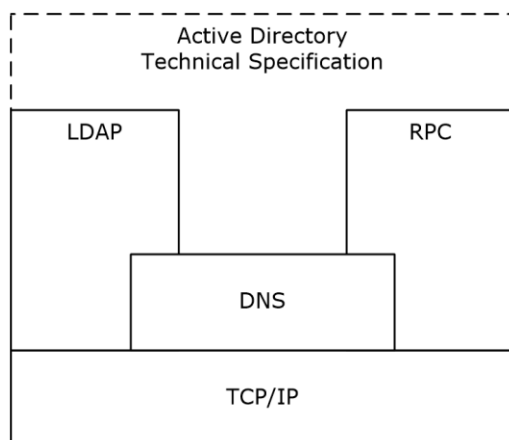 Active Directory
Technical Specification
LDAP
RPC
DNS
TCP/IP